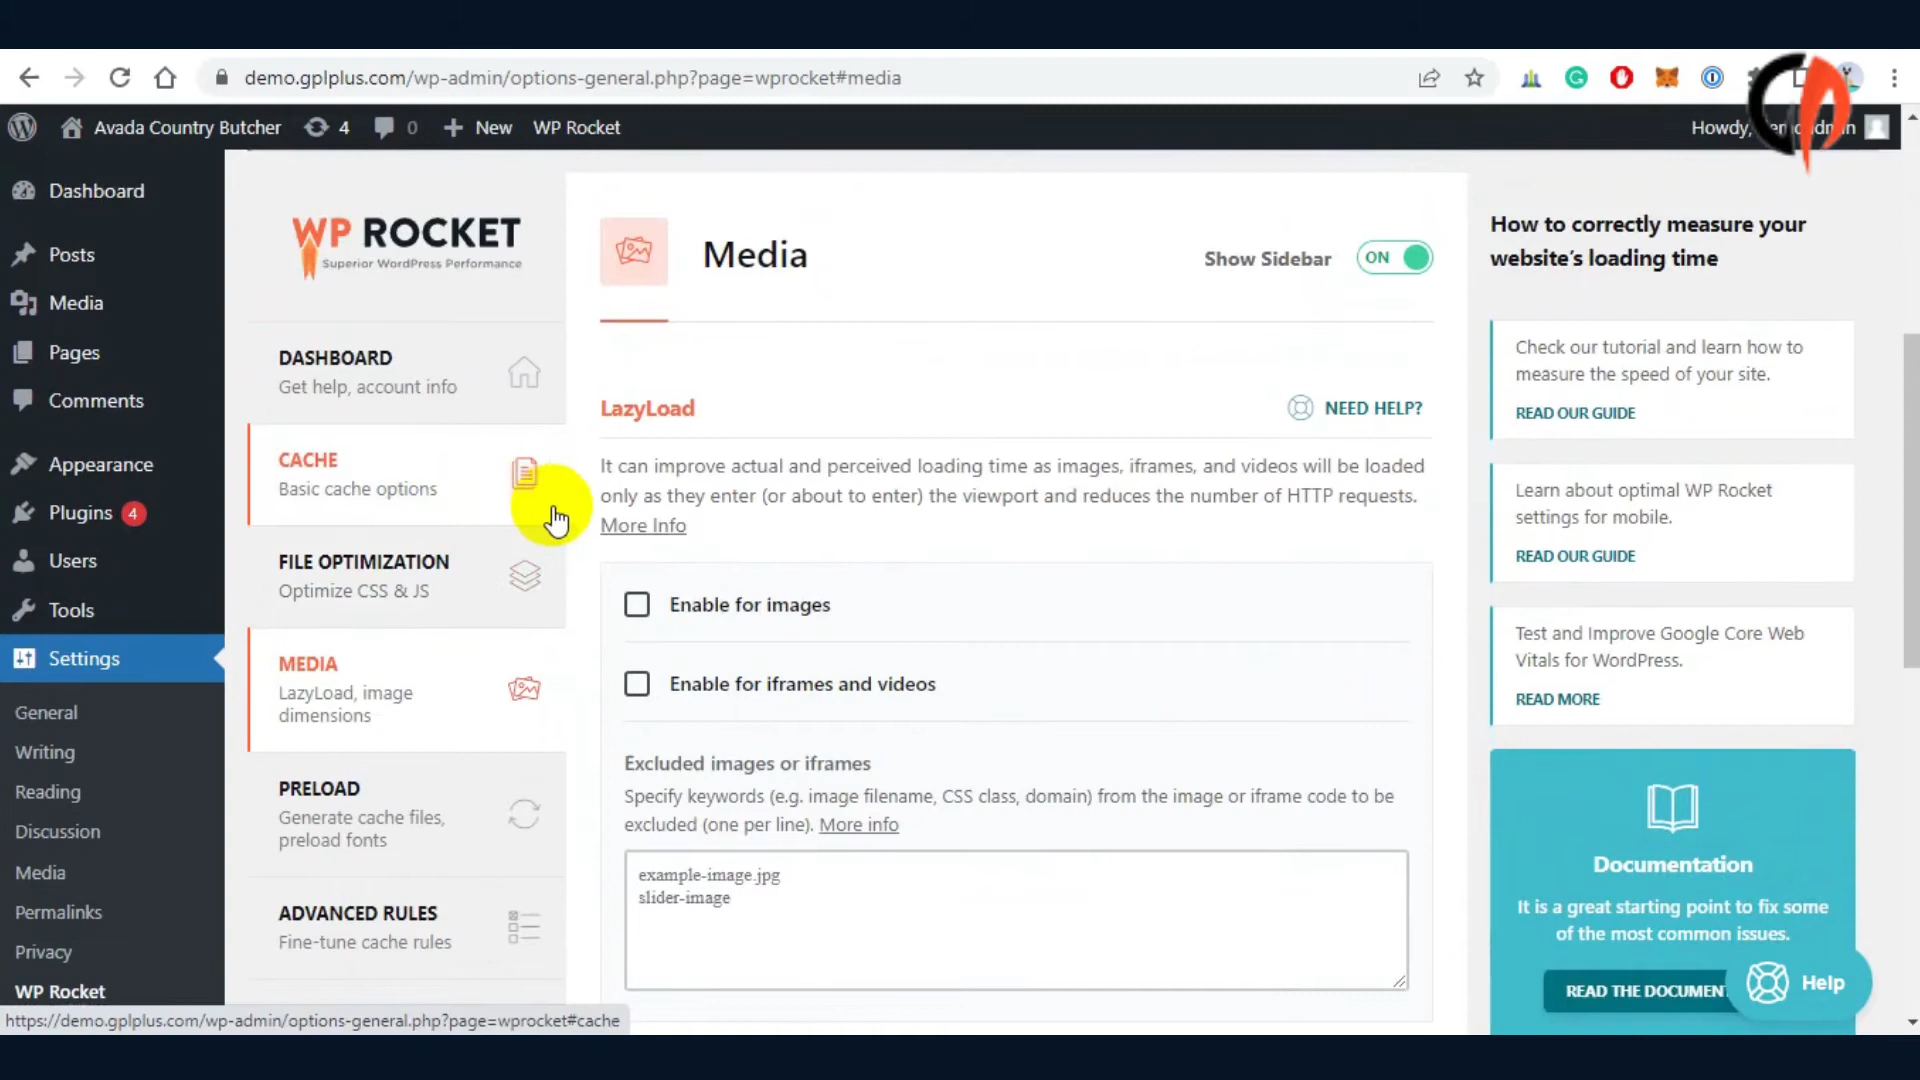 demo.gplplus.com/wp-admin/options-general.php?page=wprocket#media
Avada Country Butcher
4
0
New
WP Rocket
Howdy,
Dashboard
Posts
Media
Pages
Comments
Appearance
Plugins 4
Users
Tools
Settings
General
Writing
Reading
Discussion
Media
Permalinks
Privacy
WP Rocket
WP ROCKET
Superior WordPress Performance
DASHBOARD
Get help, account info
CACHE
Basic cache options
FILE OPTIMIZATION
Optimize CSS & JS
MEDIA
LazyLoad, image
dimensions
PRELOAD
Generate cache files,
preload fonts
ADVANCED RULES
Fine-tune cache rules
Media
Show Sidebar
ON
LazyLoad
NEED HELP?
It can improve actual and perceived loading time as images, iframes, and videos will be loaded
only as they enter (or about to enter) the viewport and reduces the number of HTTP requests.
More Info
Enable for images
Enable for iframes and videos
Excluded images or iframes
Specify keywords (e.g. image filename, CSS class, domain) from the image or iframe code to be
excluded (one per line). More info
example-image.jpg
slider-image
How to correctly measure your
website's loading time
Check our tutorial and learn how to
measure the speed of your site.
READ OUR GUIDE
Learn about optimal WP Rocket
settings for mobile.
READ OUR GUIDE
Test and Improve Google Core Web
Vitals for WordPress.
READ MORE
Documentation
It is a great starting point to fix some
of the most common issues.
READ THE DOCUMEN
Help
https://demo.gplplus.com/wp-admin/options-general.php?page=wprocket#cache